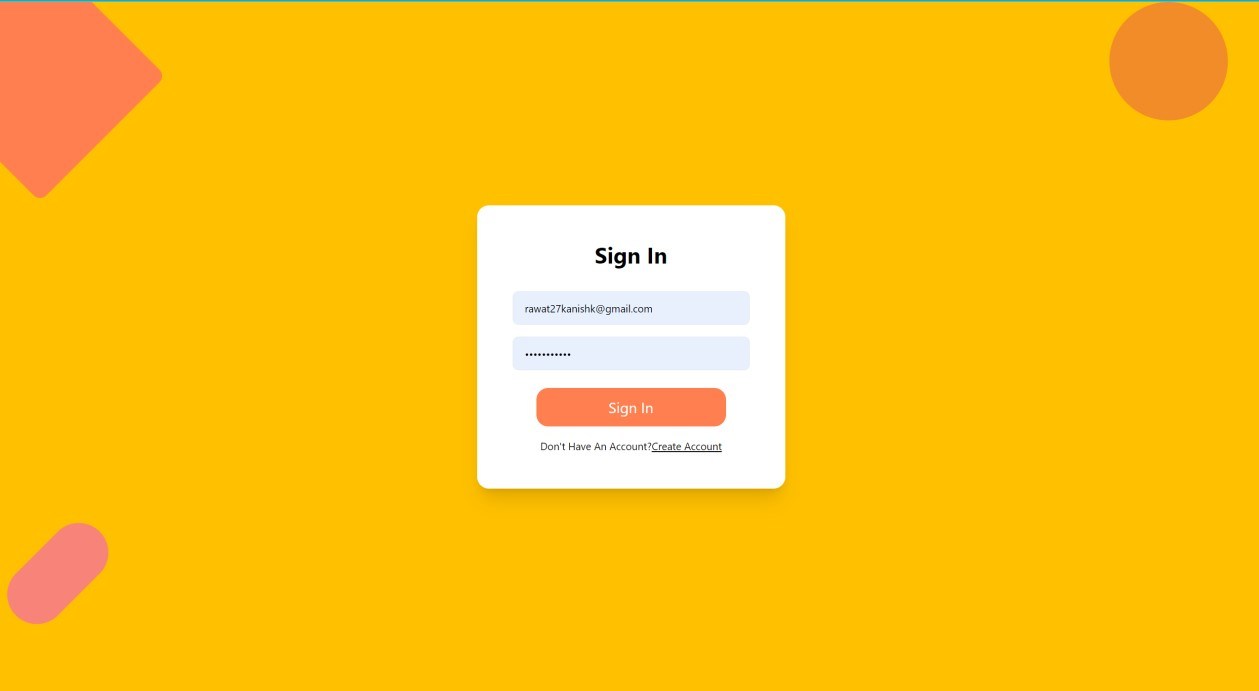 Sign In
rawat27kanishk@gmail.com
•••••••••••
Sign In
Don't Have An Account?Create Account